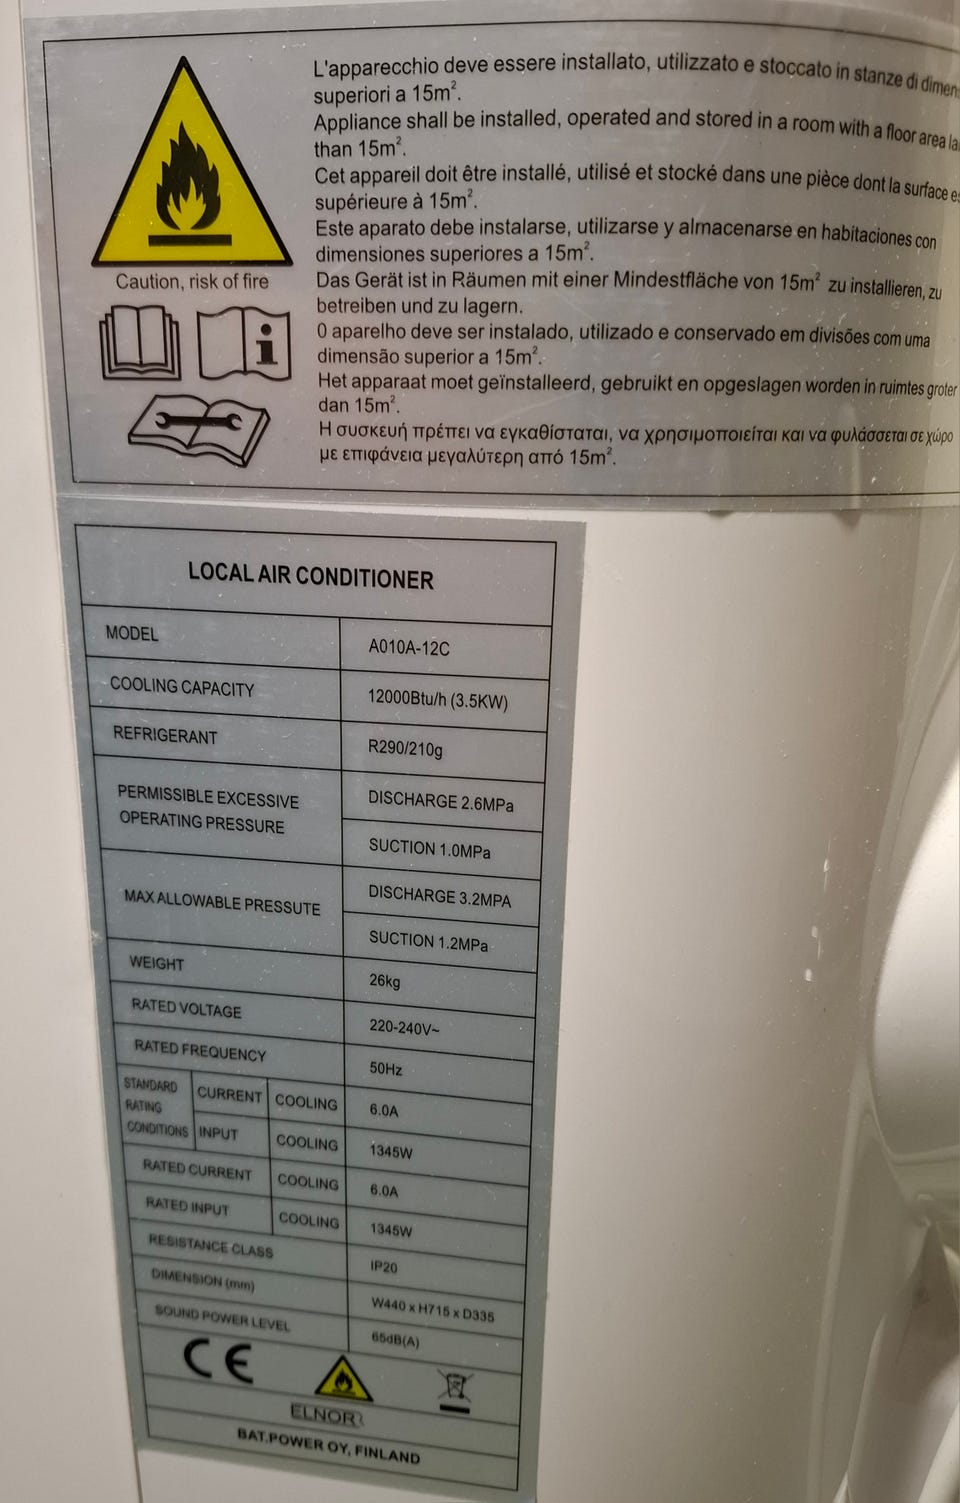 L'apparecchio deve essere installato, utilizzato e stoccato in stanze di dimens
superiori a 15m².
Appliance shall be installed, operated and stored in a room with a floor area la
than 15m².
Cet appareil doit être installé, utilisé et stocké dans une pièce dont la surface es
supérieure à 15m².
Este aparato debe instalarse, utilizarse y almacenarse en habitaciones con
dimensiones superiores a 15m².
Das Gerät ist in Räumen mit einer Mindestfläche von 15m² zu installieren, zu
betreiben und zu lagern.
0 aparelho deve ser instalado, utilizado e conservado em divisões com uma
dimensão superior a 15m².
Het apparaat moet geïnstalleerd, gebruikt en opgeslagen worden in ruimtes groter
dan 15m².
Η συσκευή πρέπει να εγκαθίσταται, να χρησιμοποιείται και να φυλάσσεται σε χώρο
με επιφάνεια μεγαλύτερη από 15m².
Caution, risk of fire
LOCAL AIR CONDITIONER
MODEL A010A-12C
COOLING CAPACITY 12000Btu/h (3.5KW)
REFRIGERANT R290/210g
PERMISSIBLE EXCESSIVE
OPERATING PRESSURE
DISCHARGE 2.6MPa
SUCTION 1.0MPa
MAX ALLOWABLE PRESSUTE
DISCHARGE 3.2MPA
SUCTION 1.2MPa
WEIGHT 26kg
RATED VOLTAGE 220-240V~
RATED FREQUENCY 50Hz
STANDARD
RATING
CONDITIONS
CURRENT COOLING 6.0A
INPUT COOLING 1345W
RATED CURRENT COOLING 6.0A
RATED INPUT COOLING 1345W
RESISTANCE CLASS IP20
DIMENSION (mm) W440 x H715 x D335
SOUND POWER LEVEL 65dB(A)
CE
ELNOR
BAT.POWER OY, FINLAND